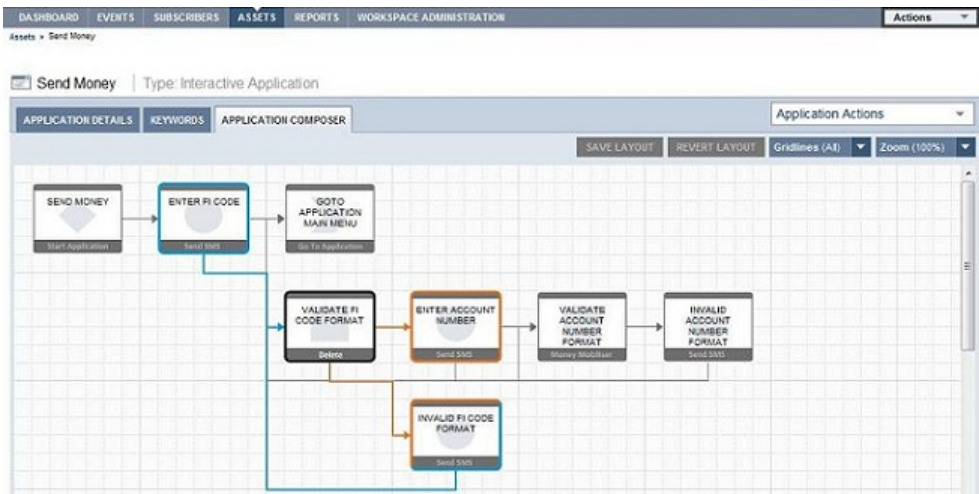 DASHBOARD EVENTS SUBSCRIBERS ASSETS REPORTS WORKSPACE ADMINISTRATION Actions
Assets » Send Money
Send Money Type: Interactive Application
APPLICATION DETAILS KEYWORDS APPLICATION COMPOSER Application Actions
SAVE LAYOUT REVERT LAYOUT Gridlines (All) Zoom (100%)
SEND MONEY
Start Application
ENTER FI CODE
Send SMS
GOTO
APPLICATION
MAIN MENU
Go To Application
VALIDATE FI
CODE FORMAT
Delete
ENTER ACCOUNT
NUMBER
Send SMS
VALIDATE
ACCOUNT
NUMBER
FORMAT
Money Mobiliser
INVALID
ACCOUNT
NUMBER
FORMAT
Send SMS
INVALID FI CODE
FORMAT
Send SMS